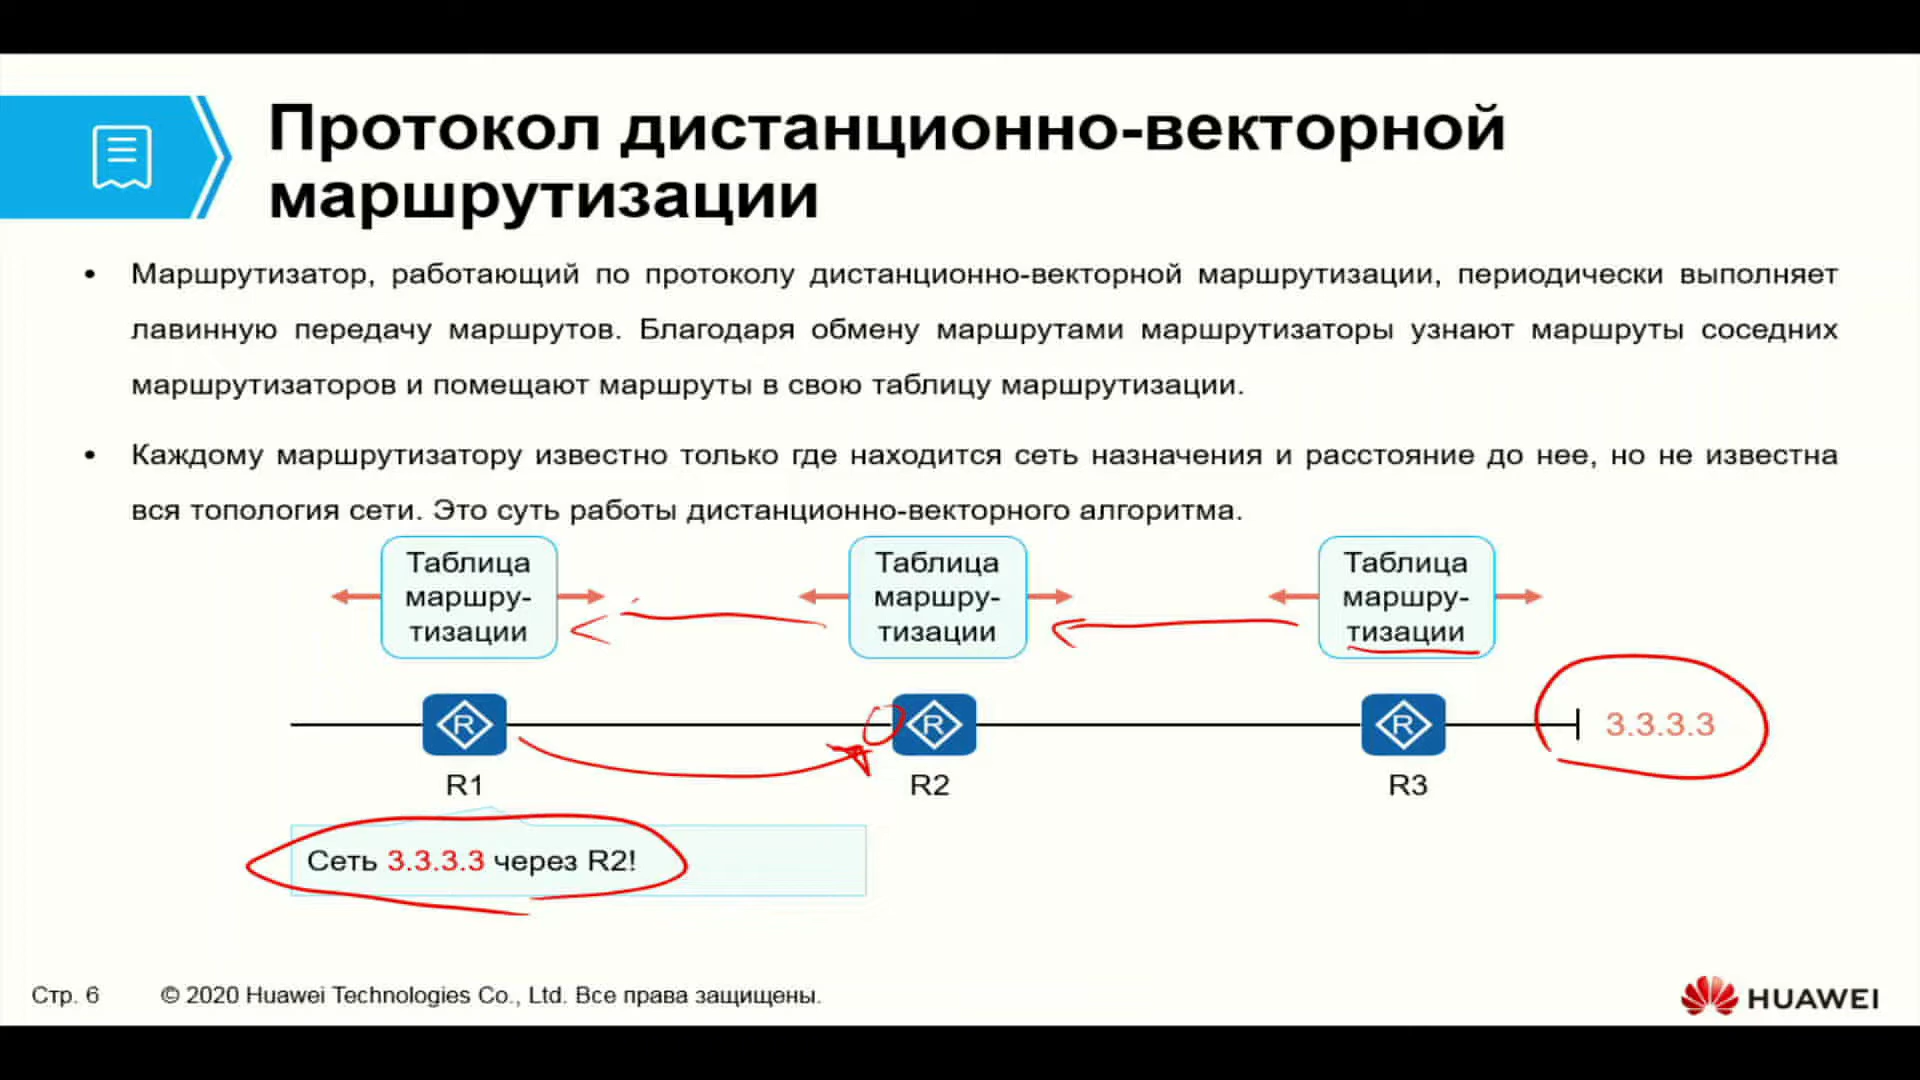 Протокол дистанционно-векторной
маршрутизации
• Маршрутизатор, работающий по протоколу дистанционно-векторной маршрутизации, периодически выполняет
лавинную передачу маршрутов. Благодаря обмену маршрутами маршрутизаторы узнают маршруты соседних
маршрутизаторов и помещают маршруты в свою таблицу маршрутизации.
• Каждому маршрутизатору известно только где находится сеть назначения и расстояние до нее, но не известна
вся топология сети. Это суть работы дистанционно-векторного алгоритма.
Таблица
маршру-
тизации
Таблица
маршру-
тизации
Таблица
маршру-
тизации
R
R
R
3.3.3.3
R1
R2
R3
Сеть 3.3.3.3 через R2!
Стр. 6
© 2020 Huawei Technologies Co., Ltd. Все права защищены.
HUAWEI